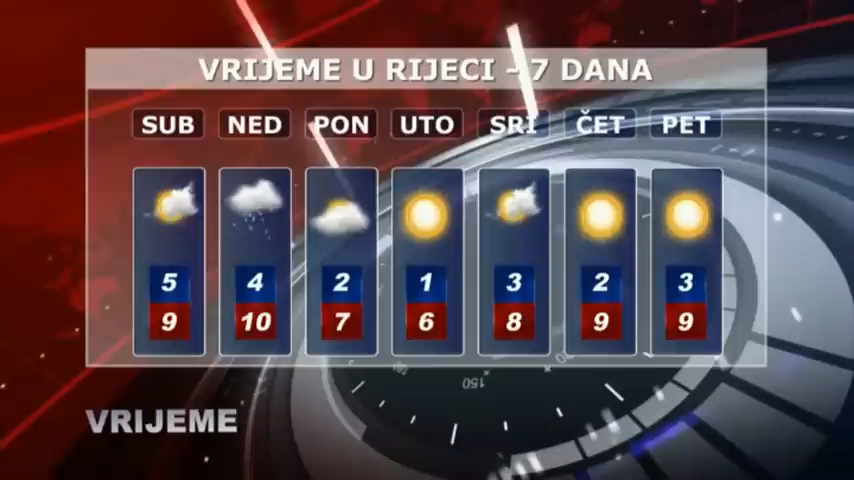 VRIJEME U RIJECI - 7 DANA
SUB NED PON UTO SRI ČET PET
5 4 2 1 3 2 3
9 10 7 6 8 9 9
150
VRIJEME